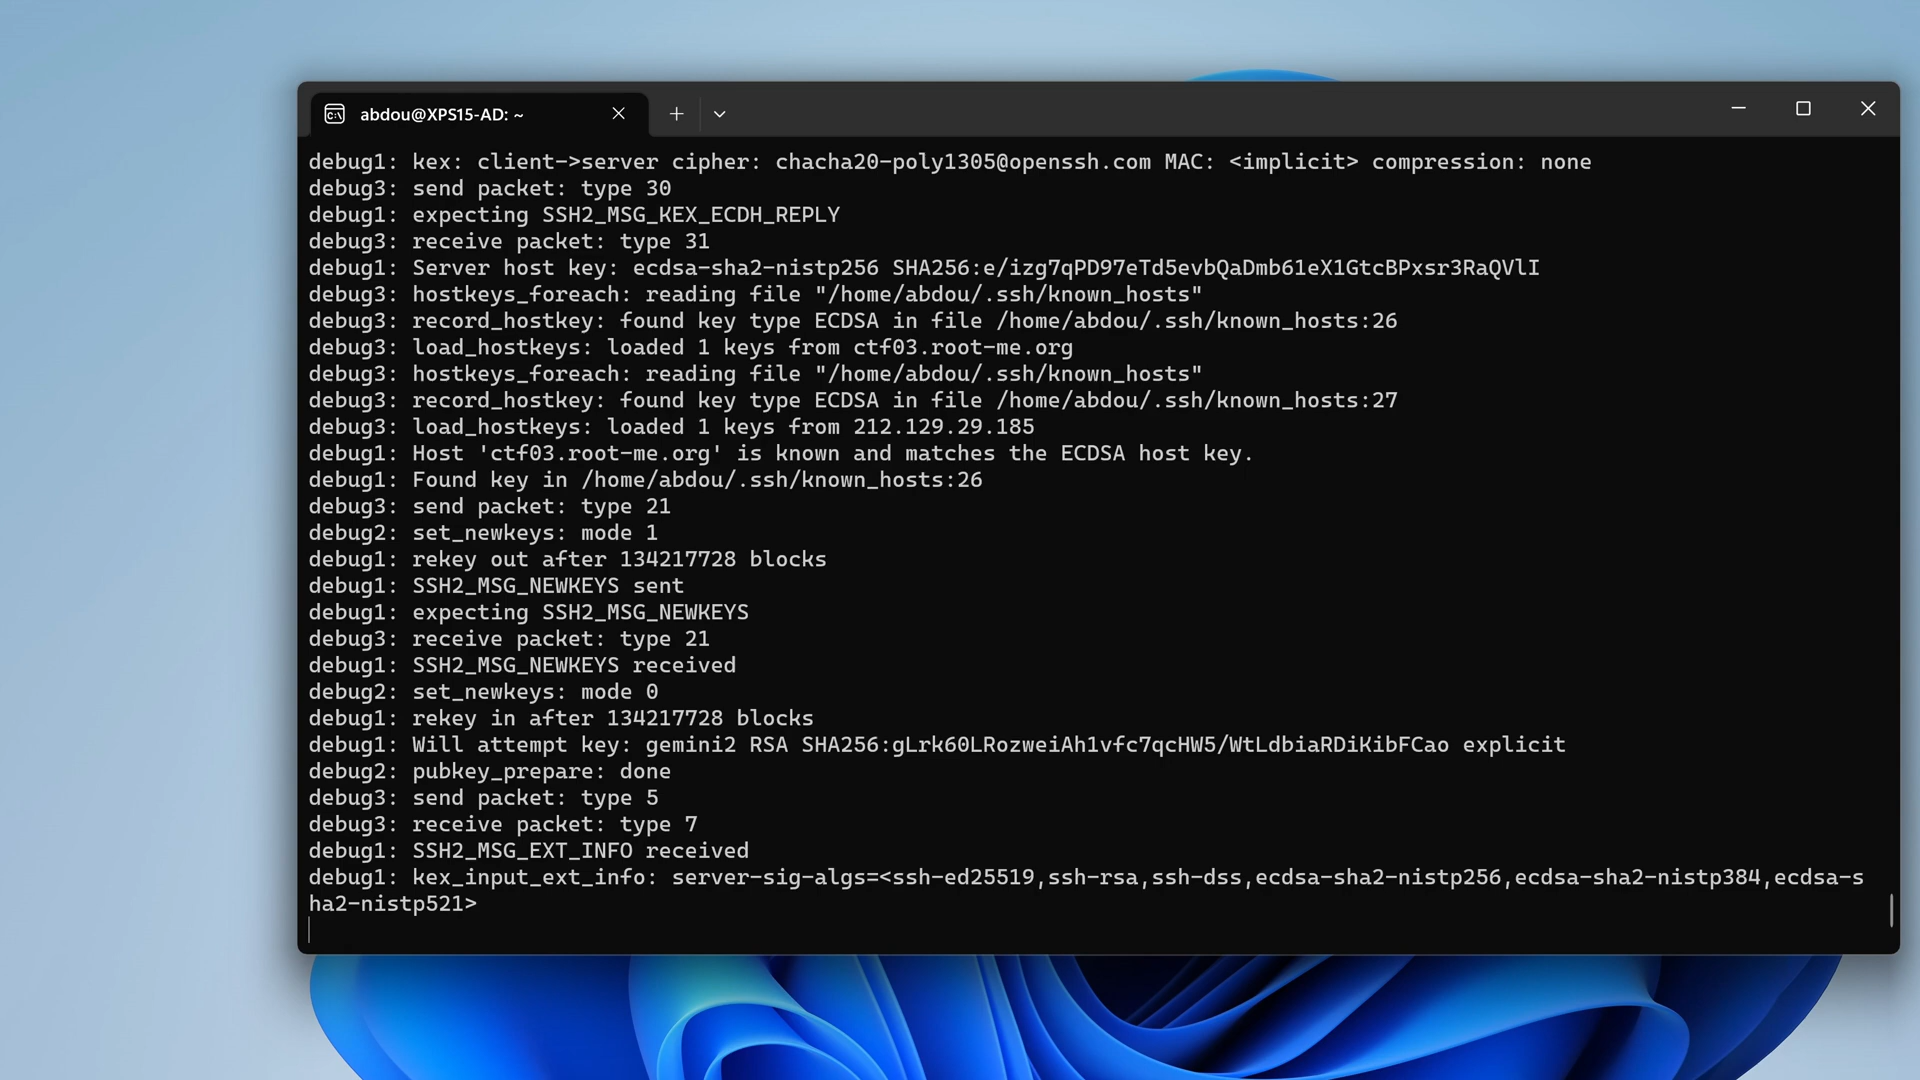 abdou@XPS15-AD: ~
debug1: kex: client->server cipher: chacha20-poly1305@openssh.com MAC: <implicit> compression: none
debug3: send packet: type 30
debug1: expecting SSH2_MSG_KEX_ECDH_REPLY
debug3: receive packet: type 31
debug1: Server host key: ecdsa-sha2-nistp256 SHA256:e/izg7qPD97eTd5evbQaDmb61eX1GtcBPxsr3RaQVlI
debug3: hostkeys_foreach: reading file "/home/abdou/.ssh/known_hosts"
debug3: record_hostkey: found key type ECDSA in file /home/abdou/.ssh/known_hosts:26
debug3: load_hostkeys: loaded 1 keys from ctf03.root-me.org
debug3: hostkeys_foreach: reading file "/home/abdou/.ssh/known_hosts"
debug3: record_hostkey: found key type ECDSA in file /home/abdou/.ssh/known_hosts:27
debug3: load_hostkeys: loaded 1 keys from 212.129.29.185
debug1: Host 'ctf03.root-me.org' is known and matches the ECDSA host key.
debug1: Found key in /home/abdou/.ssh/known_hosts:26
debug3: send packet: type 21
debug2: set_newkeys: mode 1
debug1: rekey out after 134217728 blocks
debug1: SSH2_MSG_NEWKEYS sent
debug1: expecting SSH2_MSG_NEWKEYS
debug3: receive packet: type 21
debug1: SSH2_MSG_NEWKEYS received
debug2: set_newkeys: mode 0
debug1: rekey in after 134217728 blocks
debug1: Will attempt key: gemini2 RSA SHA256:gLrk60LRozweiAh1vfc7qcHW5/WtLdbiaRDiKibFCao explicit
debug2: pubkey_prepare: done
debug3: send packet: type 5
debug3: receive packet: type 7
debug1: SSH2_MSG_EXT_INFO received
debug1: kex_input_ext_info: server-sig-algs=<ssh-ed25519,ssh-rsa,ssh-dss,ecdsa-sha2-nistp256,ecdsa-sha2-nistp384,ecdsa-s
ha2-nistp521>